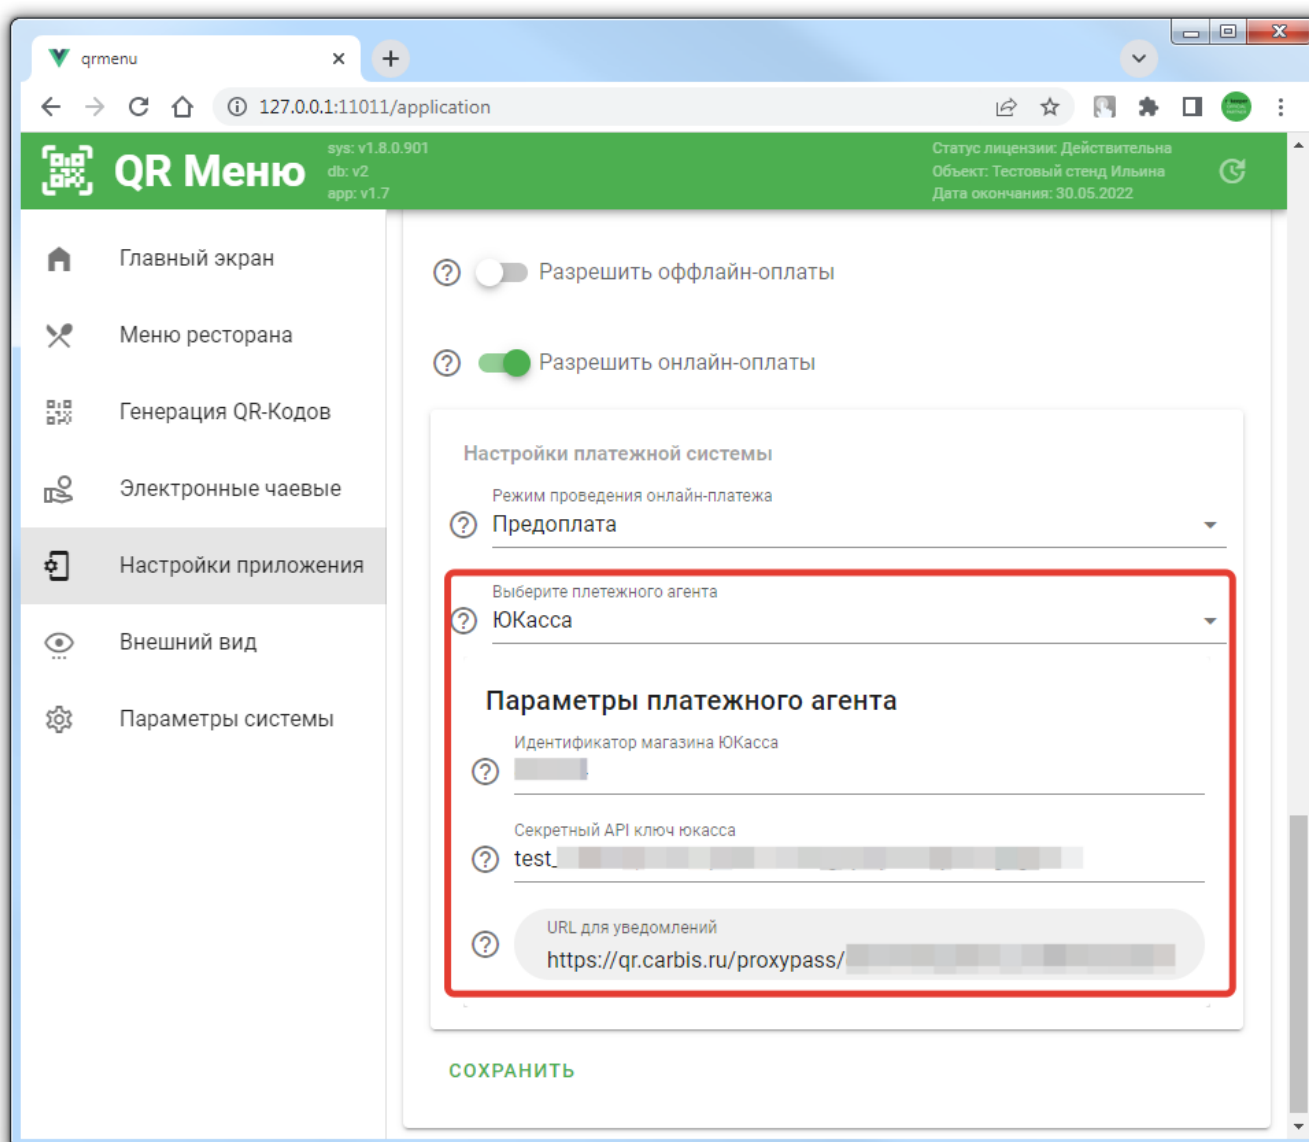 qrmenu
127.0.0.1:11011/application
QR Меню
sys: v1.8.0.901
db: v2
app: v1.7
Статус лицензии: Действительна
Объект: Тестовый стенд Ильина
Дата окончания: 30.05.2022
Главный экран
Меню ресторана
Генерация QR-Кодов
Электронные чаевые
Настройки приложения
Внешний вид
Параметры системы
Разрешить оффлайн-оплаты
Разрешить онлайн-оплаты
Настройки платежной системы
Режим проведения онлайн-платежа
Предоплата
Выберите плетежного агента
ЮКасса
Параметры платежного агента
Идентификатор магазина ЮКасса
Секретный API ключ юкасса
test_
URL для уведомлений
https://qr.carbis.ru/proxypass/
СОХРАНИТЬ